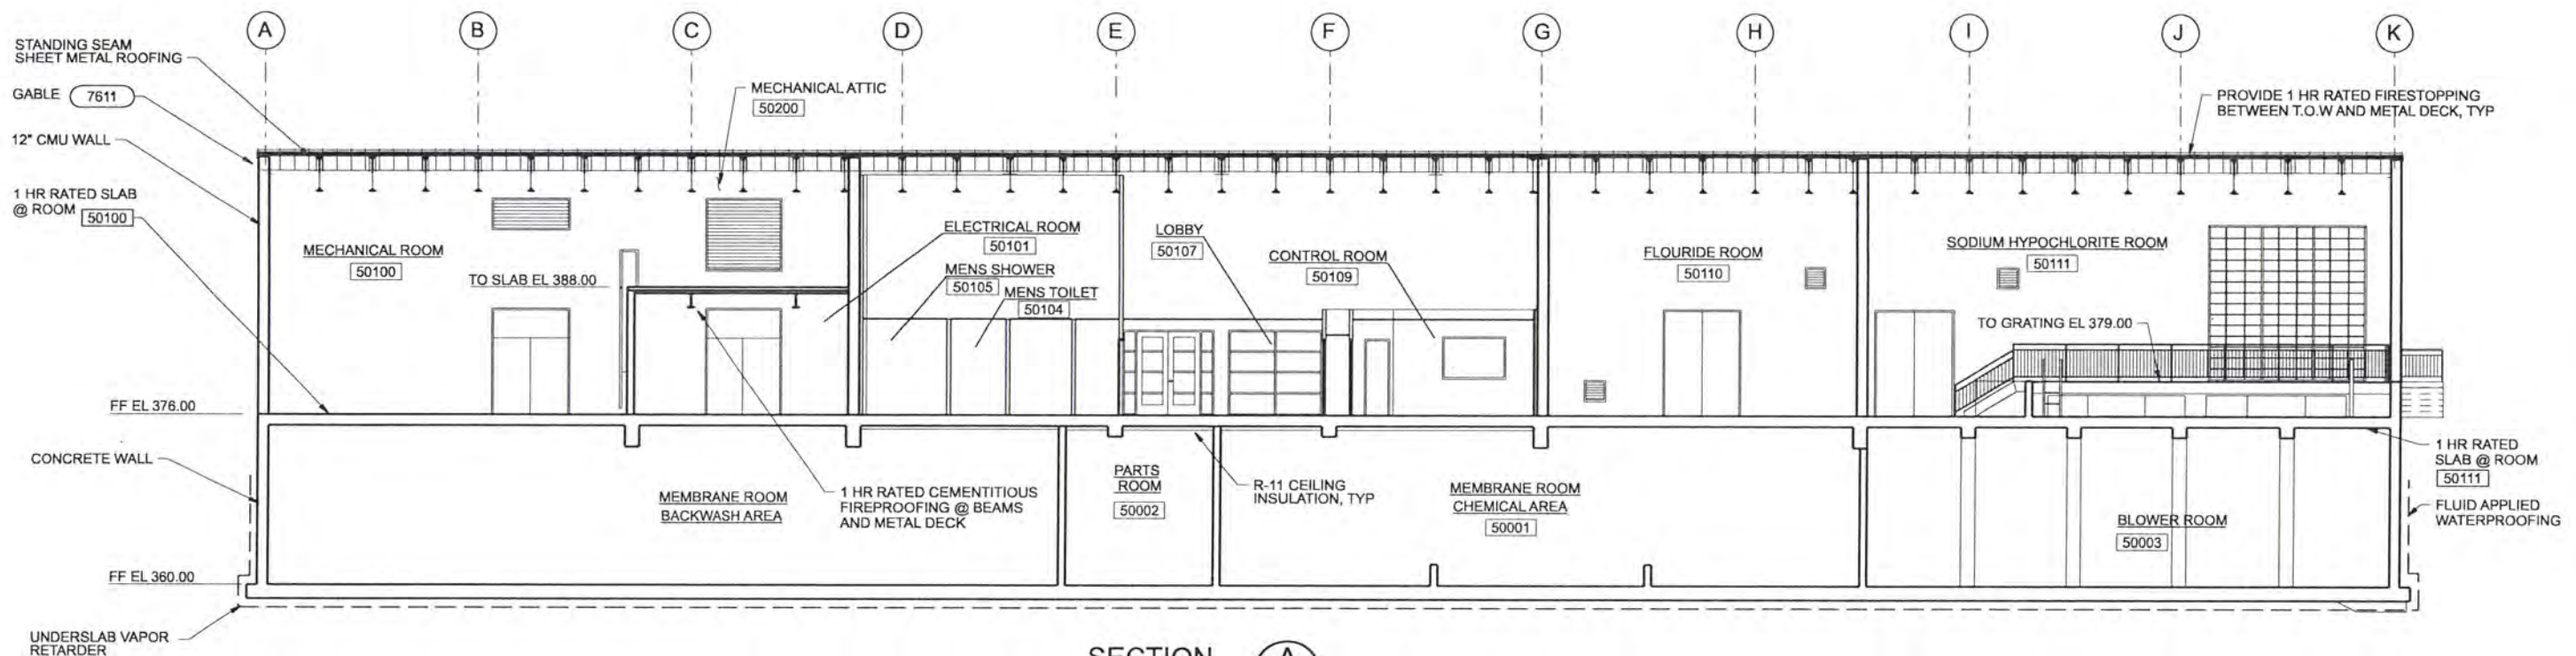 A B C D E F G H I J K
STANDING SEAM
SHEET METAL ROOFING
GABLE 7611
12" CMU WALL
1 HR RATED SLAB
@ ROOM 50100
MECHANICAL ATTIC
50200
PROVIDE 1 HR RATED FIRESTOPPING
BETWEEN T.O.W AND METAL DECK, TYP
MECHANICAL ROOM
50100
TO SLAB EL 388.00
ELECTRICAL ROOM
50101
MENS SHOWER
50105
MENS TOILET
50104
LOBBY
50107
CONTROL ROOM
50109
FLOURIDE ROOM
50110
SODIUM HYPOCHLORITE ROOM
50111
TO GRATING EL 379.00
FF EL 376.00
CONCRETE WALL
MEMBRANE ROOM
BACKWASH AREA
1 HR RATED CEMENTITIOUS
FIREPROOFING @ BEAMS
AND METAL DECK
PARTS
ROOM
50002
R-11 CEILING
INSULATION, TYP
MEMBRANE ROOM
CHEMICAL AREA
50001
BLOWER ROOM
50003
1 HR RATED
SLAB @ ROOM
50111
FLUID APPLIED
WATERPROOFING
FF EL 360.00
UNDERSLAB VAPOR
RETARDER
SECTION A